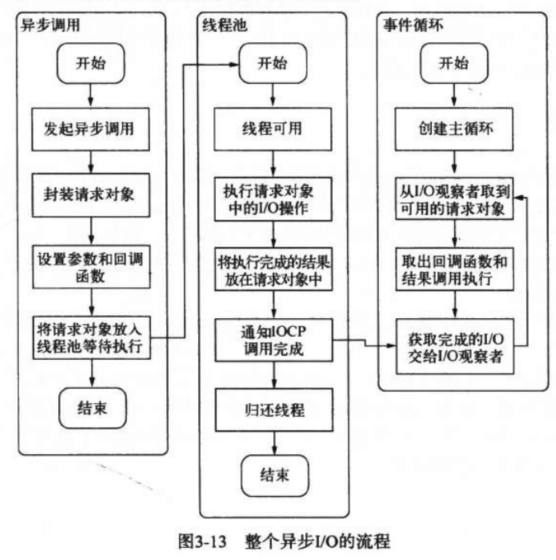 异步调用
开始
发起异步调用
封装请求对象
设置参数和回调
函数
将请求对象放入
线程池等待执行
结束
线程池
开始
线程可用
执行请求对象
中的I/O操作
将执行完成的结果
放在请求对象中
通知IOCP
调用完成
归还线程
结束
事件循环
开始
创建主循环
从I/O观察者取到
可用的请求对象
取出回调函数和
结果调用执行
获取完成的I/O
交给I/O观察者
图3-13 整个异步I/O的流程